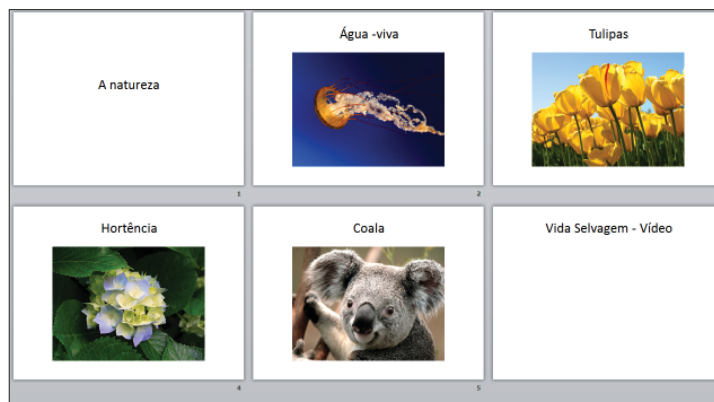 A natureza
1
Água -viva
2
Tulipas
Hortência
4
Coala
5
Vida Selvagem - Vídeo